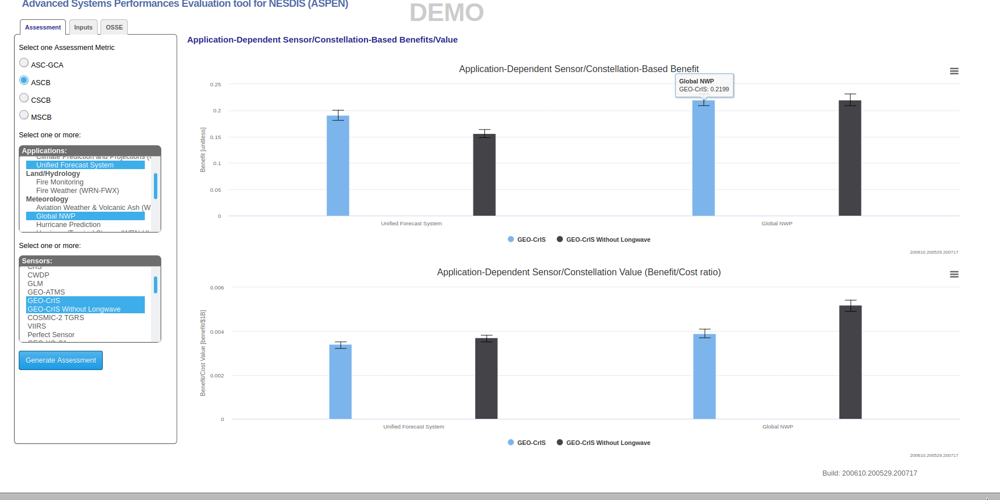 Advanced Systems Performances Evaluation tool for NESDIS (ASPEN)
DEMO
Assessment
Inputs
OSSE
Select one Assessment Metric
ASC-GCA
ASCB
CSCB
MSCB
Select one or more:
Applications:
Climate Prediction and Projections (
Unified Forecast System
Land/Hydrology
Fire Monitoring
Fire Weather (WRN-FWX)
Meteorology
Aviation Weather & Volcanic Ash (W
Global NWP
Hurricane Prediction
Select one or more:
Sensors:
CrIS
CWDP
GLM
GEO-ATMS
GEO-CrIS
GEO-CrIS Without Longwave
COSMIC-2 TGRS
VIIRS
Perfect Sensor
Generate Assessment
Application-Dependent Sensor/Constellation-Based Benefits/Value
Application-Dependent Sensor/Constellation-Based Benefit
Global NWP
GEO-CrIS: 0.2199
Benefit [unitless]
0.25
0.2
0.15
0.1
0.05
0
Unified Forecast System
Global NWP
GEO-CrIS
GEO-CrIS Without Longwave
200610.200529.200717
Application-Dependent Sensor/Constellation Value (Benefit/Cost ratio)
Benefit/Cost Value [benefit/$1B]
0.006
0.004
0.002
0
Unified Forecast System
Global NWP
GEO-CrIS
GEO-CrIS Without Longwave
200610.200529.200717
Build: 200610.200529.200717